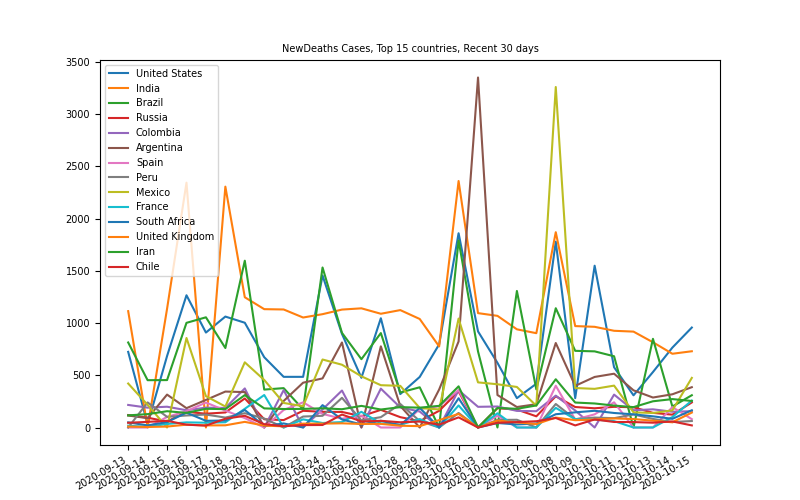 NewDeaths Cases, Top 15 countries, Recent 30 days
3500
3000
2500
2000
1500
1000
500
0
United States
India
Brazil
Russia
Colombia
Argentina
Spain
Peru
Mexico
France
South Africa
United Kingdom
Iran
Chile
2020-09-13
2020-09-14
2020-09-15
2020-09-16
2020-09-17
2020-09-18
2020-09-20
2020-09-21
2020-09-22
2020-09-23
2020-09-24
2020-09-25
2020-09-26
2020-09-27
2020-09-28
2020-09-29
2020-09-30
2020-10-02
2020-10-03
2020-10-04
2020-10-05
2020-10-06
2020-10-08
2020-10-09
2020-10-10
2020-10-11
2020-10-12
2020-10-13
2020-10-14
2020-10-15